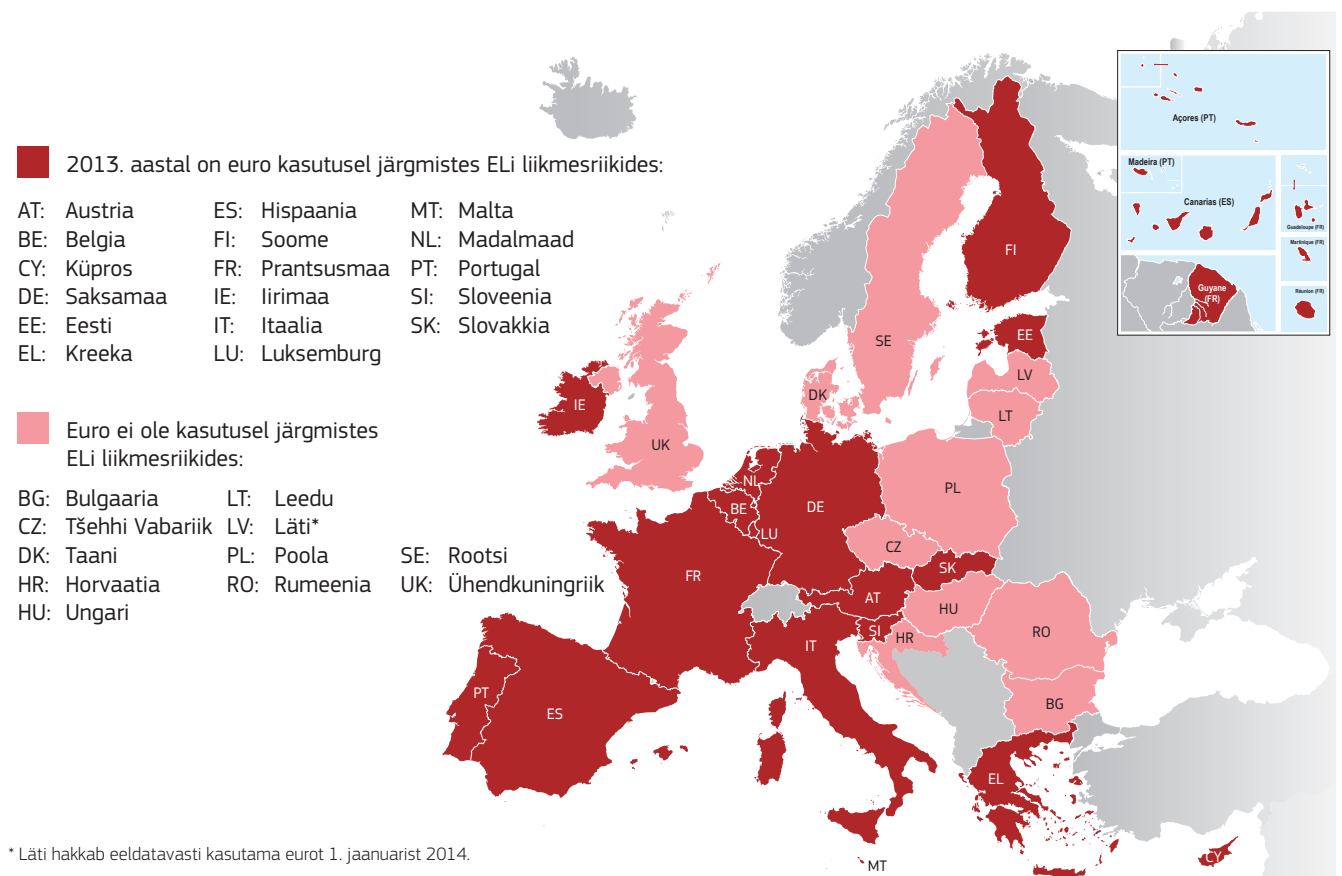 2013. aastal on euro kasutusel järgmistes ELi liikmesriikides:
AT: Austria
BE: Belgia
CY: Küpros
DE: Saksamaa
EE: Eesti
EL: Kreeka
ES: Hispaania
FI: Soome
FR: Prantsusmaa
IE: Iirimaa
IT: Itaalia
LU: Luksemburg
MT: Malta
NL: Madalmaad
PT: Portugal
SI: Sloveenia
SK: Slovakkia
Euro ei ole kasutusel järgmistes
ELi liikmesriikides:
BG: Bulgaaria
CZ: Tšehhi Vabariik
DK: Taani
HR: Horvaatia
HU: Ungari
LT: Leedu
LV: Läti*
PL: Poola
RO: Rumeenia
SE: Rootsi
UK: Ühendkuningriik
* Läti hakkab eeldatavasti kasutama eurot 1. jaanuarist 2014.
FI
SE
EE
LV
LT
DK
IE
UK
NL
BE
LU
DE
PL
CZ
SK
FR
AT
HU
SI
HR
RO
IT
PT
ES
BG
EL
MT
CY
Açores (PT)
Madeira (PT)
Canarias (ES)
Guadeloupe (FR)
Martinique (FR)
Guyane
(FR)
Réunion (FR)